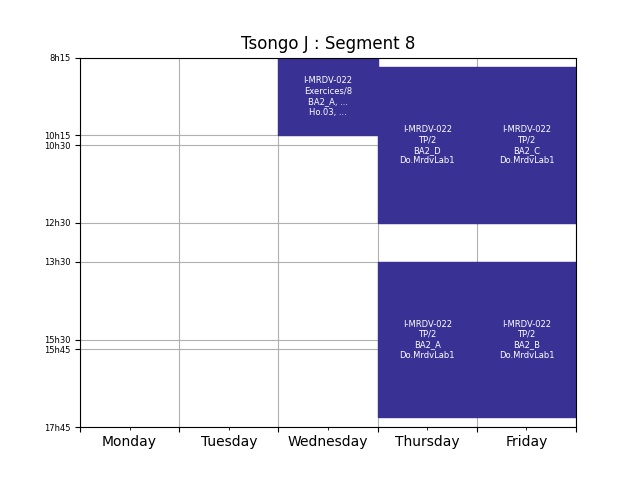 Tsongo J : Segment 8
8h15
10h15
10h30
12h30
13h30
15h30
15h45
17h45
I-MRDV-022
Exercices/8
BA2_A, ...
Ho.03, ...
I-MRDV-022
TP/2
BA2_D
Do.MrdvLab1
I-MRDV-022
TP/2
BA2_C
Do.MrdvLab1
I-MRDV-022
TP/2
BA2_A
Do.MrdvLab1
I-MRDV-022
TP/2
BA2_B
Do.MrdvLab1
Monday
Tuesday
Wednesday
Thursday
Friday